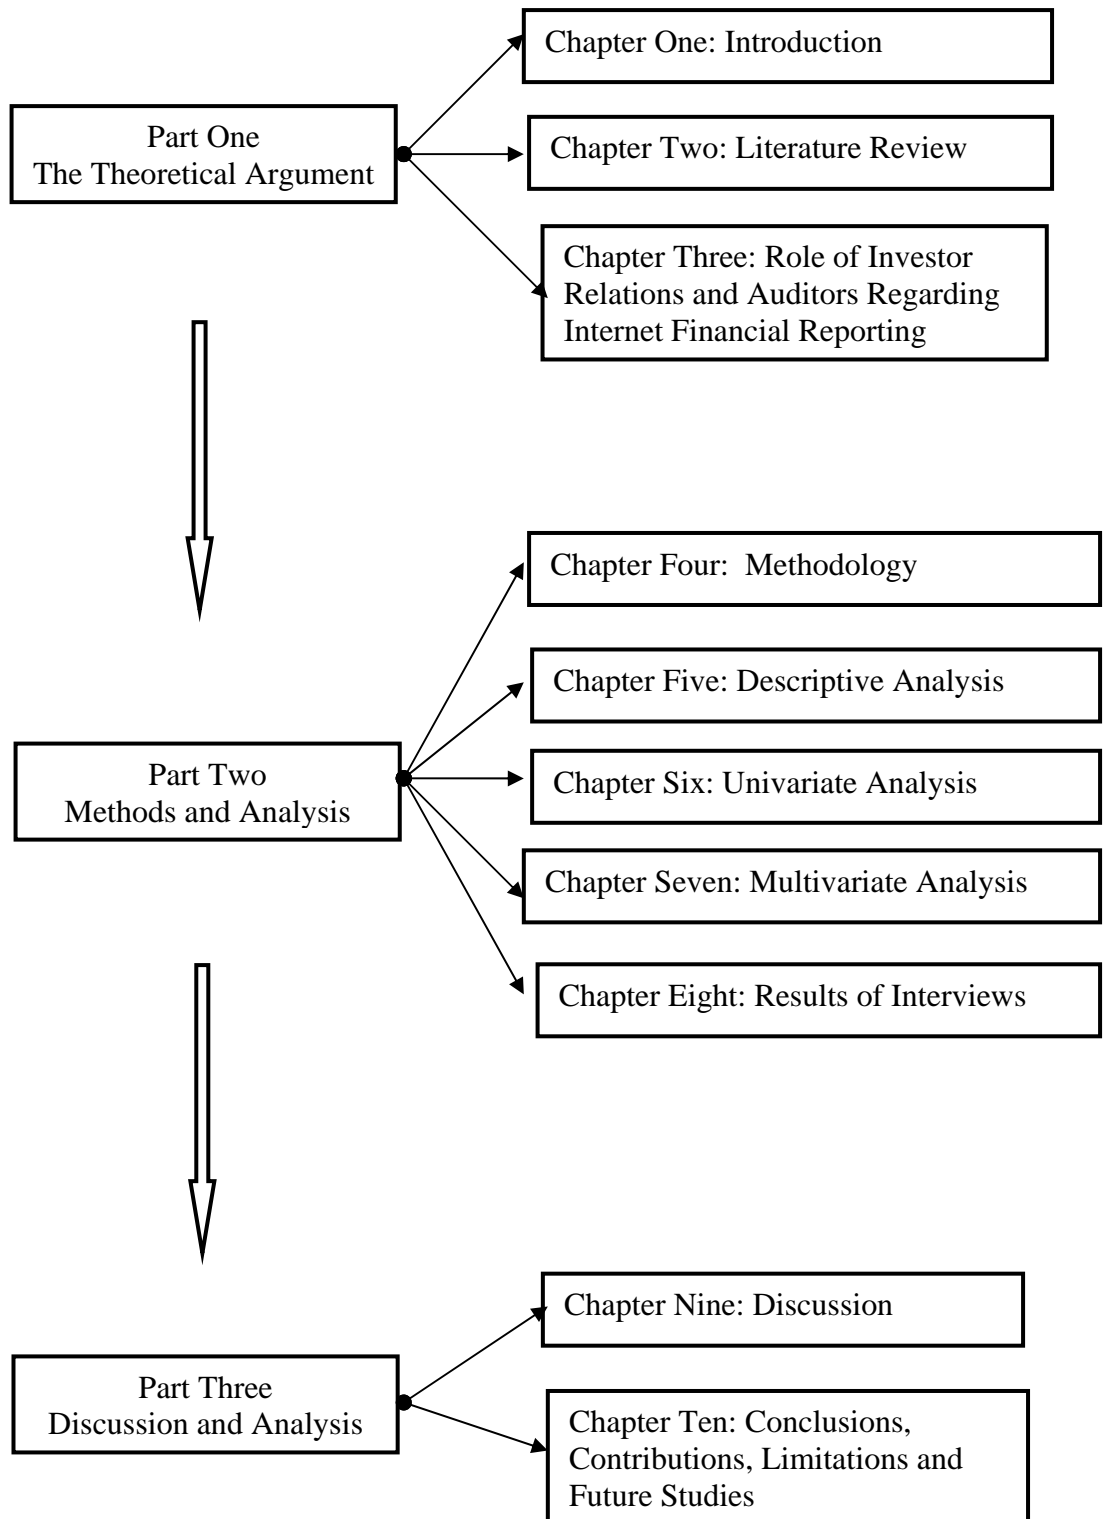 Part One
The Theoretical Argument
Chapter One: Introduction
Chapter Two: Literature Review
Chapter Three: Role of Investor
Relations and Auditors Regarding
Internet Financial Reporting
Part Two
Methods and Analysis
Chapter Four:  Methodology
Chapter Five: Descriptive Analysis
Chapter Six: Univariate Analysis
Chapter Seven: Multivariate Analysis
Chapter Eight: Results of Interviews
Part Three
Discussion and Analysis
Chapter Nine: Discussion
Chapter Ten: Conclusions,
Contributions, Limitations and
Future Studies